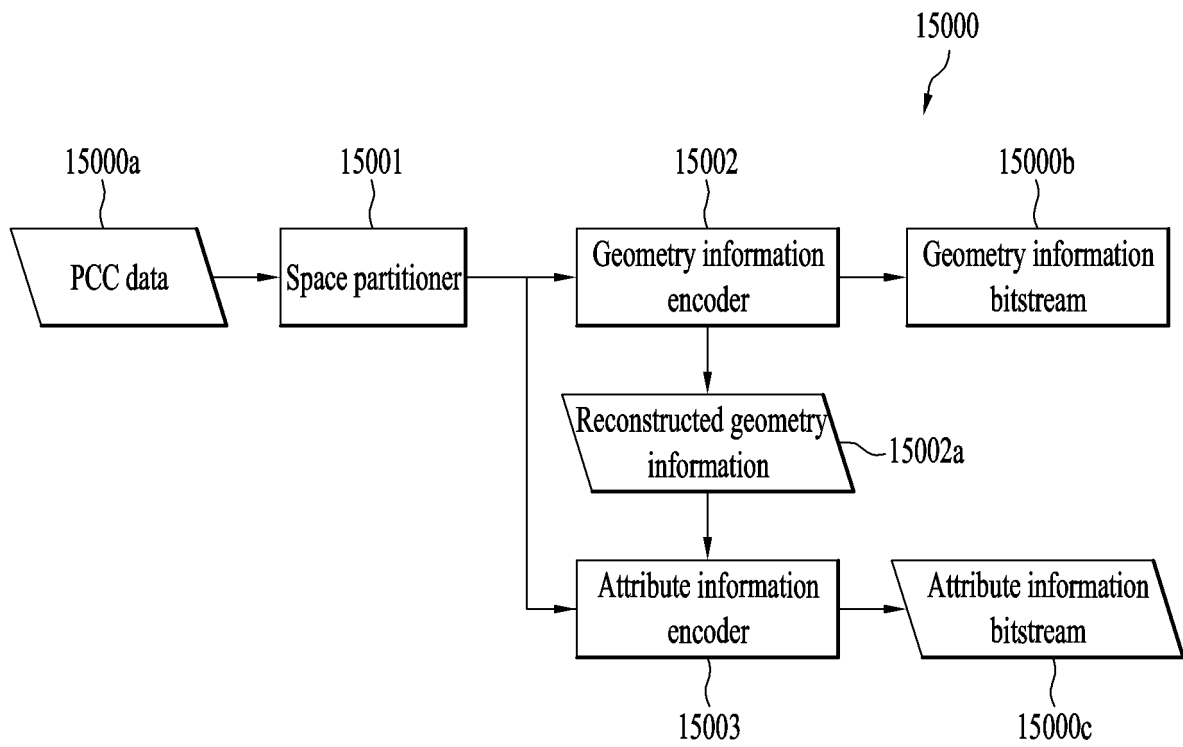 15000
15000a
15001
15002
15000b
PCC data
Space partitioner
Geometry information
encoder
Geometry information
bitstream
Reconstructed geometry
information
15002a
Attribute information
encoder
Attribute information
bitstream
15003
15000c